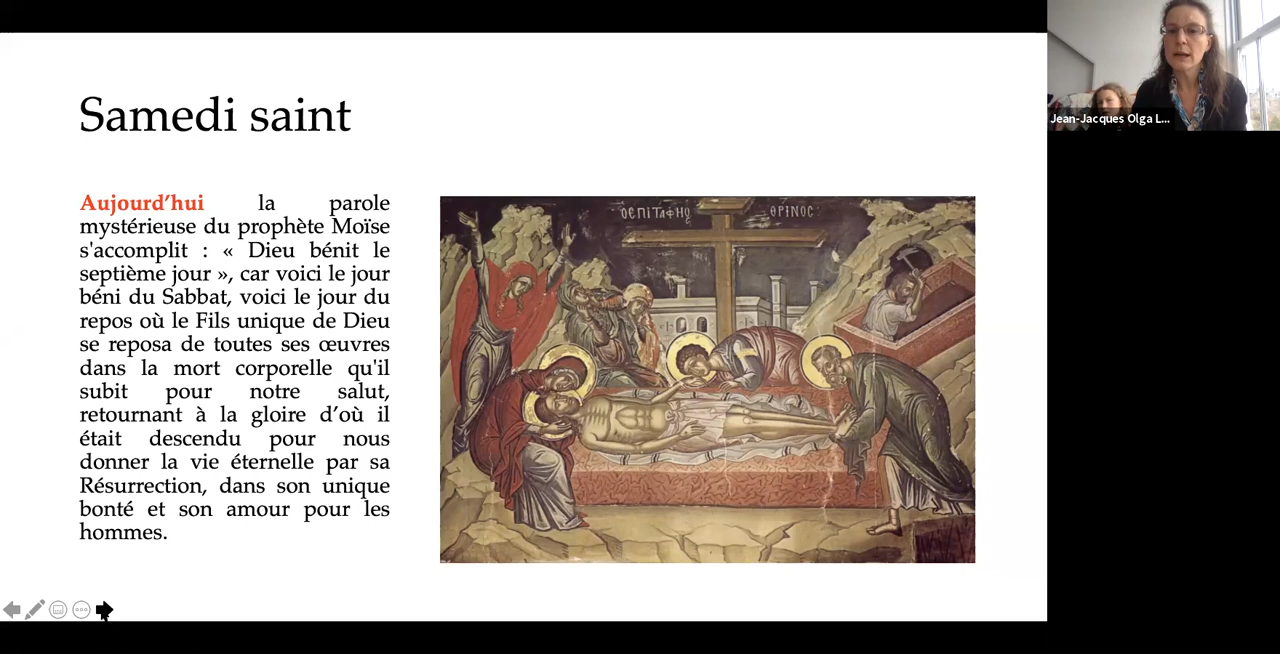 Samedi saint
Aujourd’hui la parole
mystérieuse du prophète Moïse
s'accomplit : « Dieu bénit le
septième jour », car voici le jour
béni du Sabbat, voici le jour du
repos où le Fils unique de Dieu
se reposa de toutes ses œuvres
dans la mort corporelle qu'il
subit pour notre salut,
retournant à la gloire d’où il
était descendu pour nous
donner la vie éternelle par sa
Résurrection, dans son unique
bonté et son amour pour les
hommes.
ΟΕΠΙΤΑΦΗΟΣ ΘΡΙΝΟΣ
Jean-Jacques Olga L...